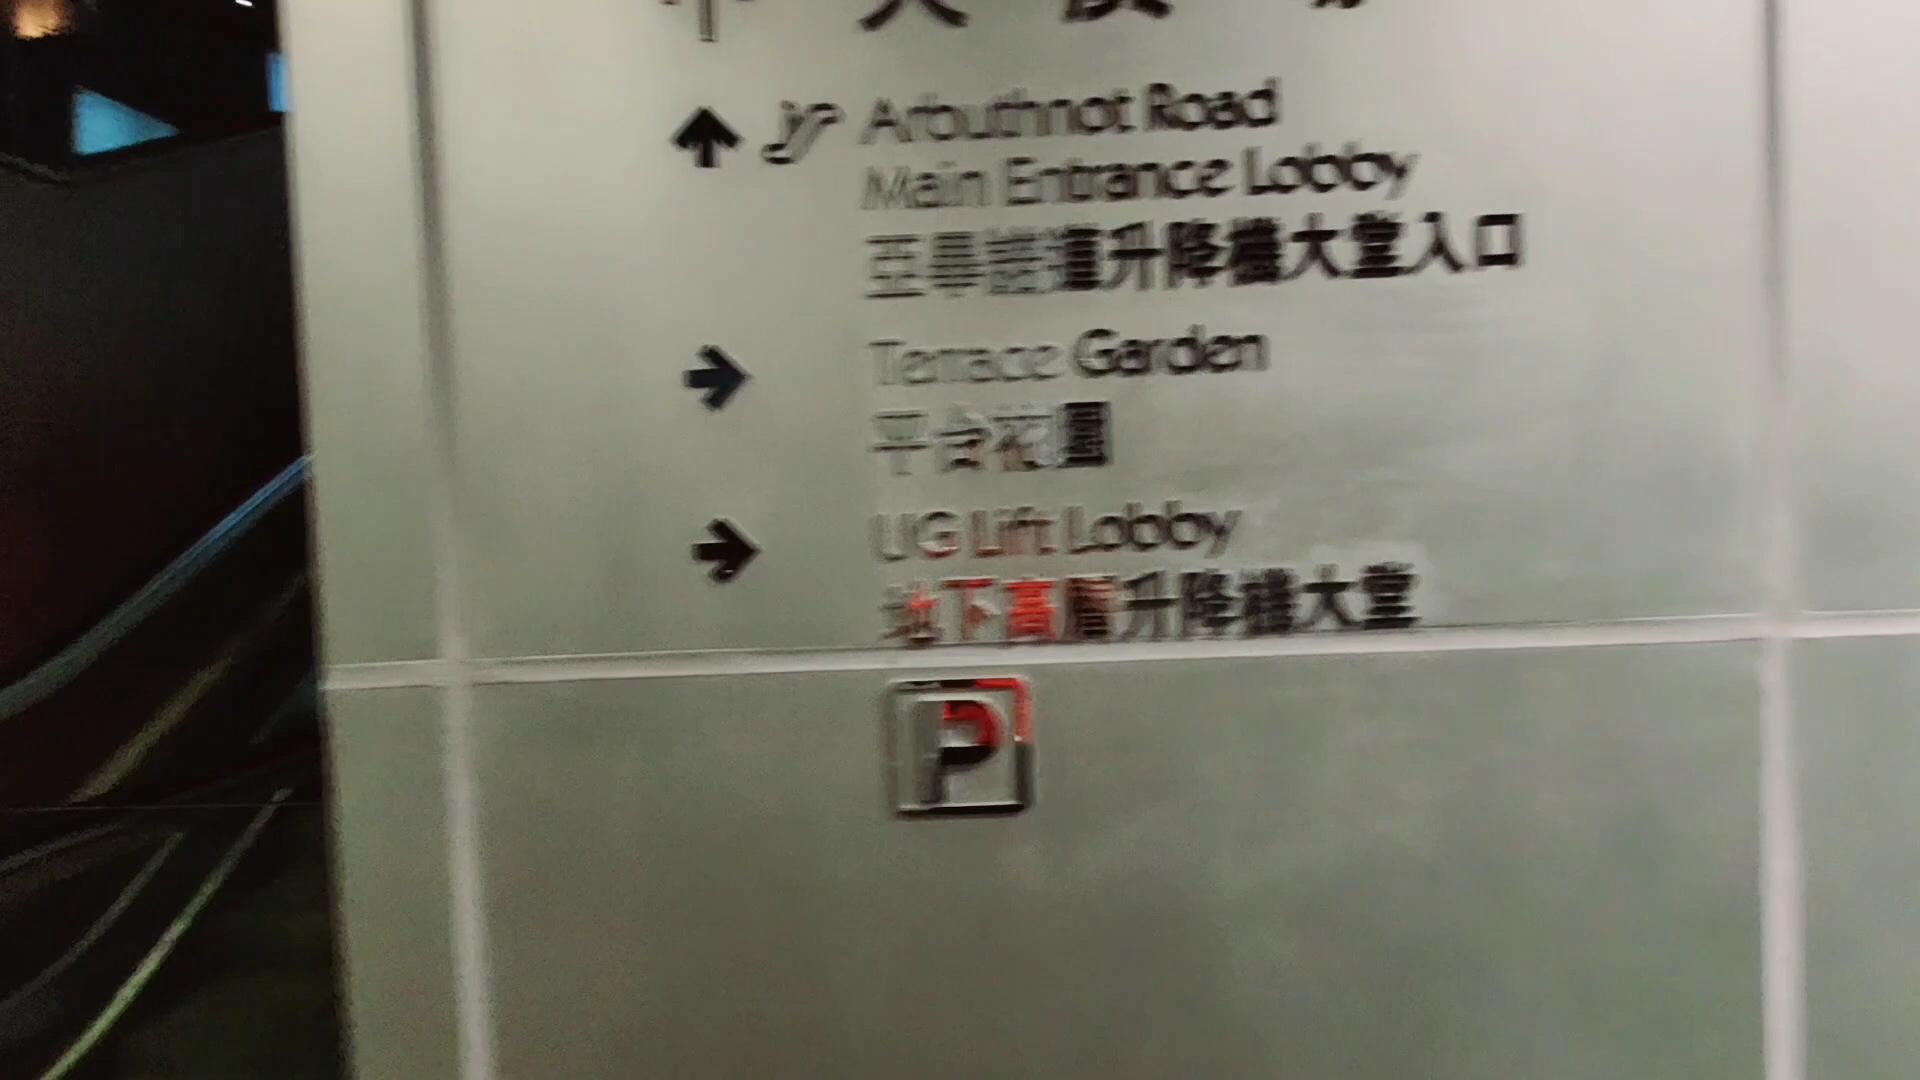 Arbuthnot Road
Main Entrance Lobby
至畢諾道升降機大堂入口
Terrace Garden
平台花園
UG Lift Lobby
地下高層升降機大堂
P